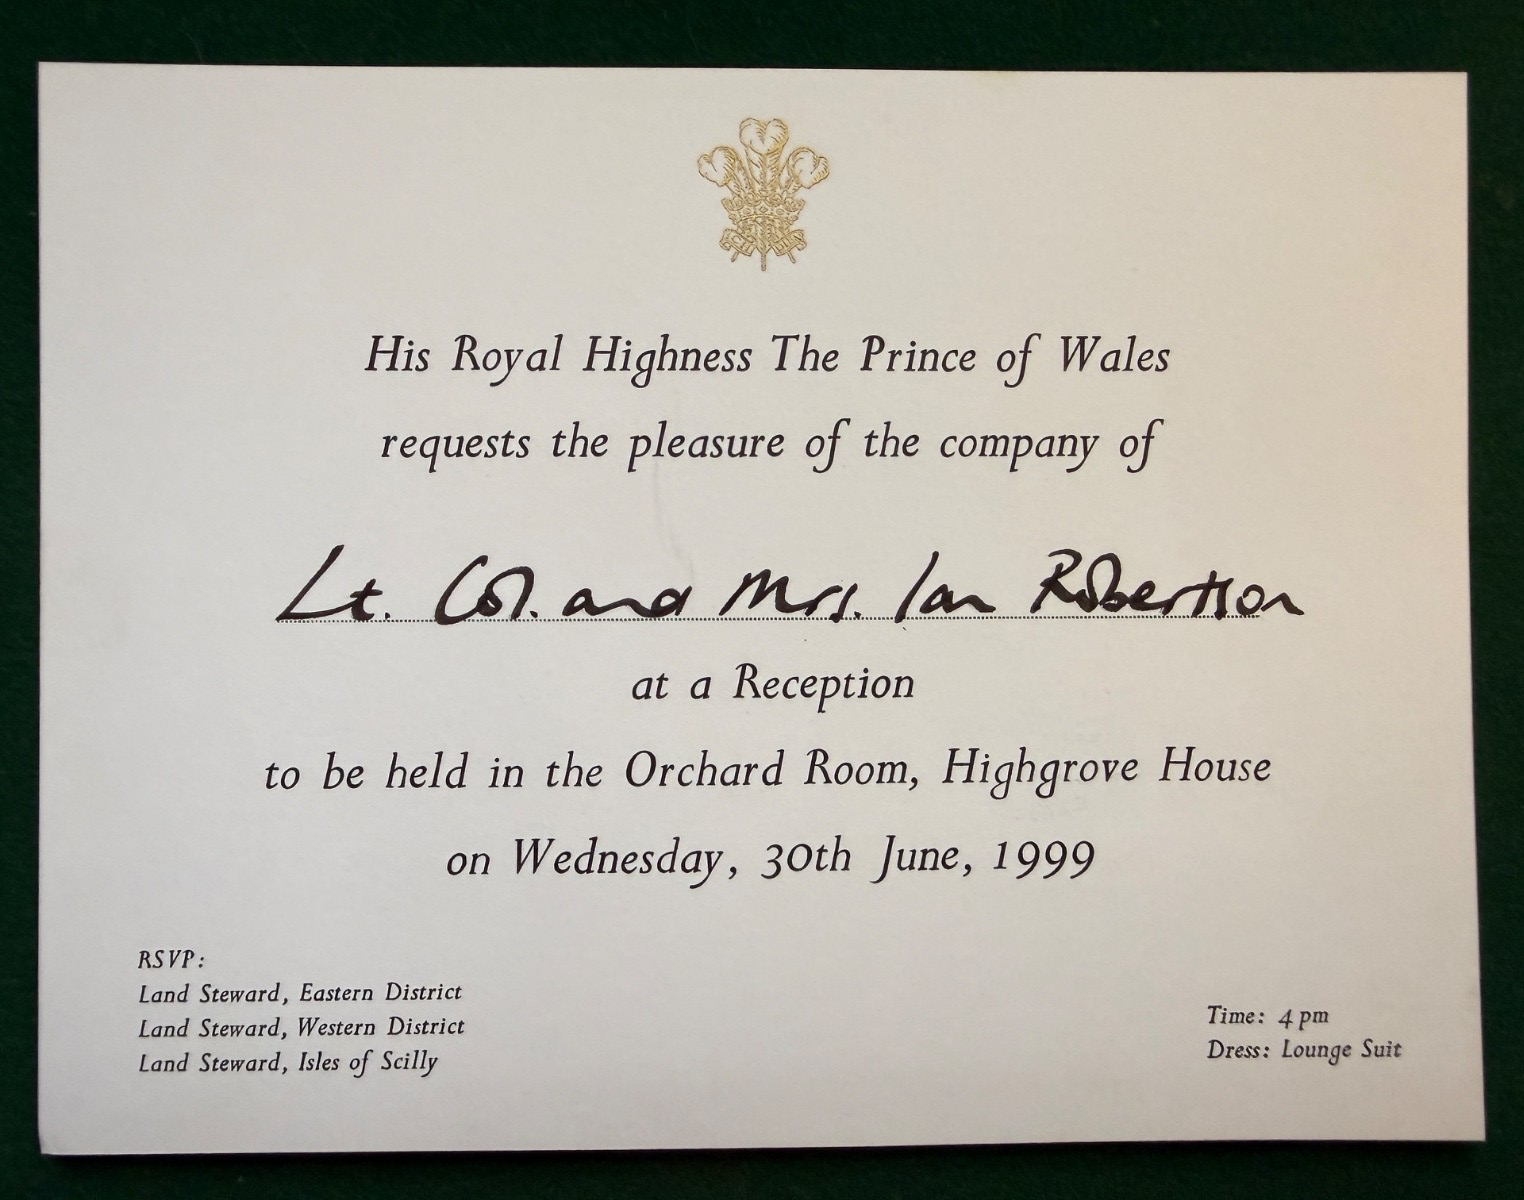 His Royal Highness The Prince of Wales
requests the pleasure of the company of
Lt. Col. and Mrs. Ian Robertson
at a Reception
to be held in the Orchard Room, Highgrove House
on Wednesday, 30th June, 1999
RSVP:
Land Steward, Eastern District
Land Steward, Western District
Land Steward, Isles of Scilly
Time: 4 pm
Dress: Lounge Suit